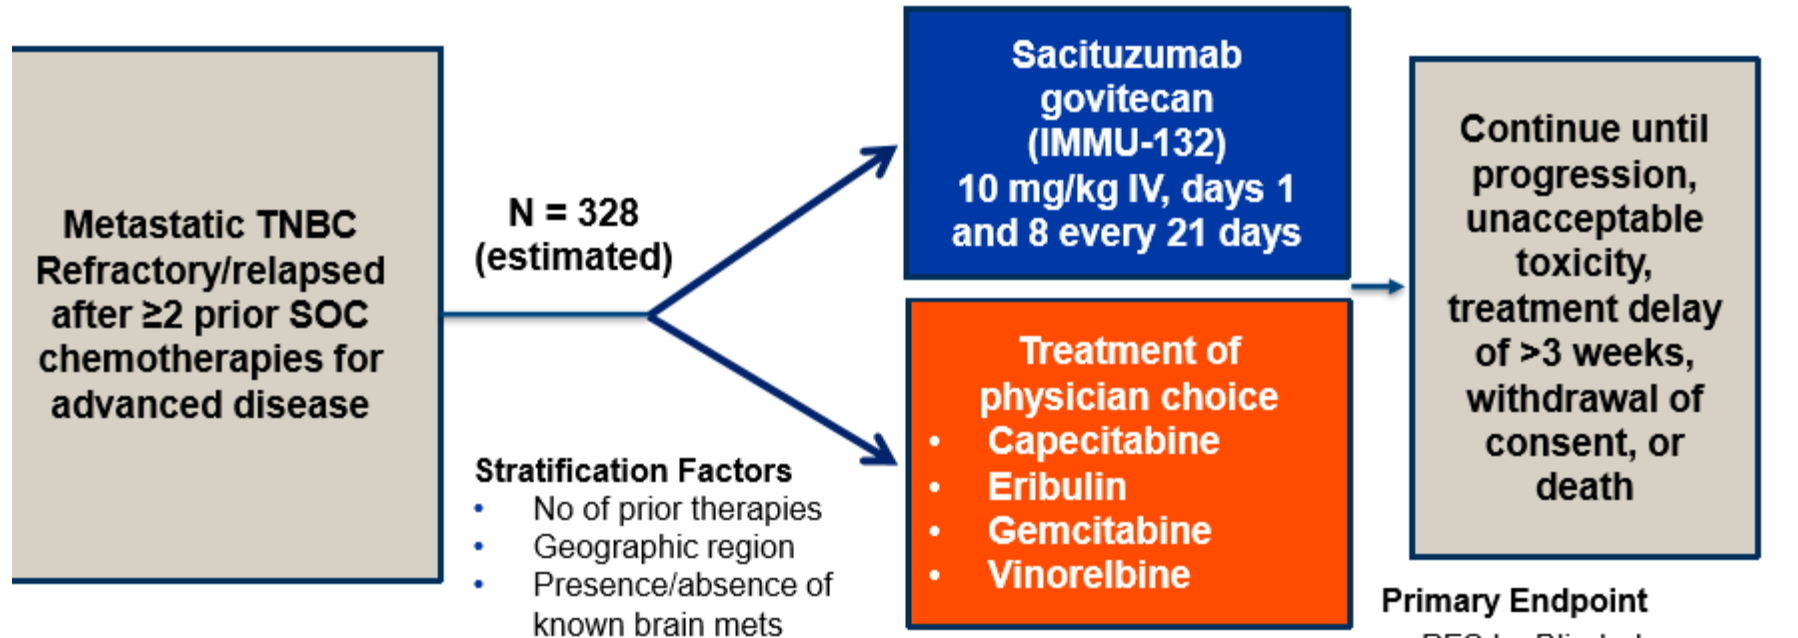 Metastatic TNBC
Refractory/relapsed
after ≥2 prior SOC
chemotherapies for
advanced disease
N = 328
(estimated)
Stratification Factors
• No of prior therapies
• Geographic region
• Presence/absence of
known brain mets
Sacituzumab
govitecan
(IMMU-132)
10 mg/kg IV, days 1
and 8 every 21 days
Treatment of
physician choice
• Capecitabine
• Eribulin
• Gemcitabine
• Vinorelbine
Continue until
progression,
unacceptable
toxicity,
treatment delay
of >3 weeks,
withdrawal of
consent, or
death
Primary Endpoint